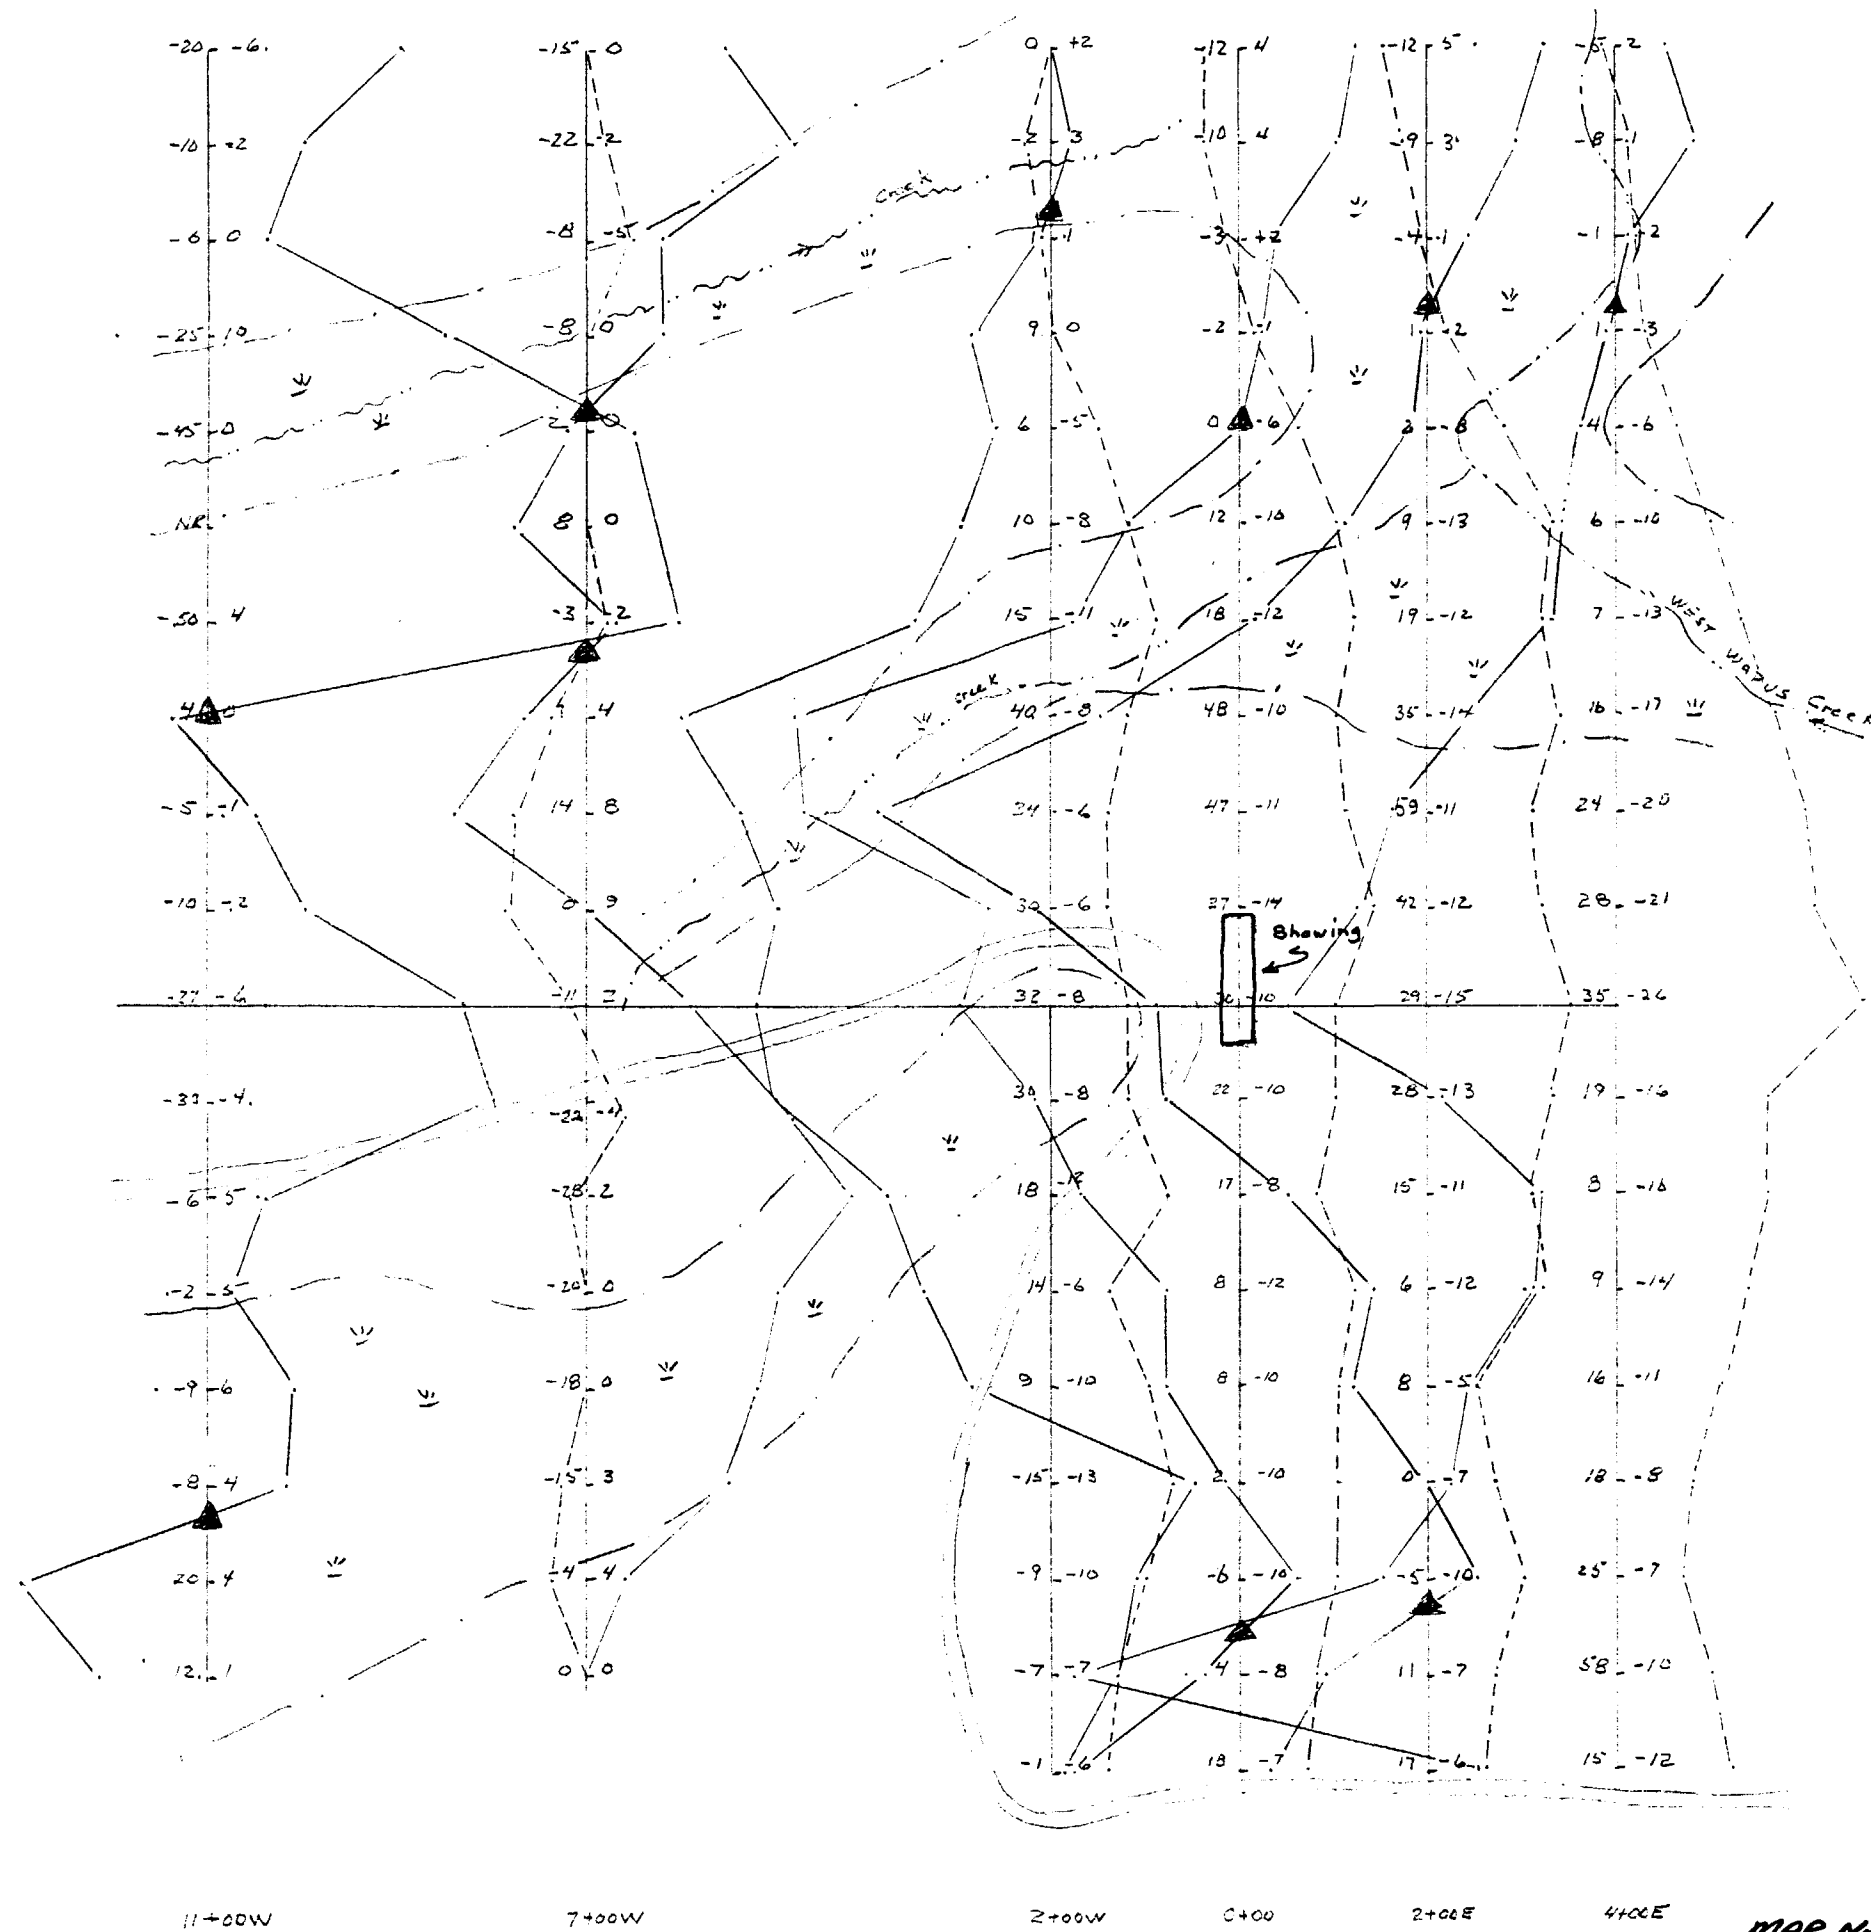 -20 -6. -15 0 0 +2 -12 4 -12 5 -5 2
-10 -2 -22 -2 -2 3 -10 4 -9 3 -8 1
creek
-6 0 -8 -5 1 1 -3 +2 -4 1 -1 -2
-25 -10 -8 0 9 0 -2 -1 1 -2 1 -3
-45 0 2 0 6 -5 0 -6 3 -8 4 -6
NR 8 0 10 -8 12 -10 9 -13 6 -10
-50 4 -3 -2 15 -11 18 -12 19 -12 7 -13
WEST WAPUS Creek
creek
4 0 4 40 -8 48 -10 35 -14 16 -17
-5 -1 14 8 34 -6 47 -11 59 -11 24 -20
-10 -2 0 9 30 -6 37 -14 42 -12 28 -21
Showing
-27 -6 -11 2 32 -8 30 -10 29 -15 35 -26
-33 -4. -22 -4 30 -8 22 -10 28 -13 19 -16
-6 5 -28 2 18 -12 17 -8 15 -11 8 -16
-2 5 -20 0 14 -6 8 -12 6 -12 9 -14
-9 6 -18 0 9 -10 8 -10 8 -5 16 -11
-8 4 -15 3 -15 -13 2 -10 0 -7 18 -8
20 4 -4 4 -9 -10 -6 -10 -5 -10 25 -7
12 1 0 0 -7 -7 4 -8 11 -7 58 -10
-1 -6 13 -7 17 -6 15 -12
11+00W 7+00W 2+00W 0+00 2+00E 4+00E
MAP